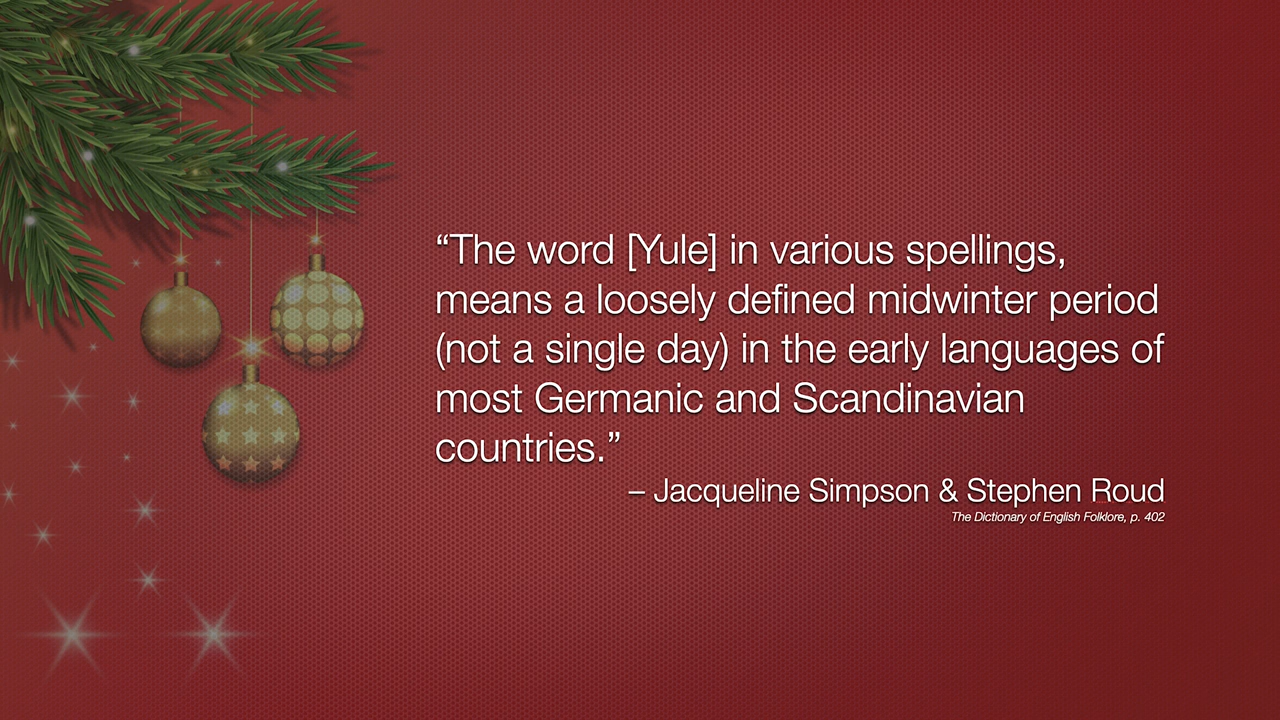 “The word [Yule] in various spellings,
means a loosely defined midwinter period
(not a single day) in the early languages of
most Germanic and Scandinavian
countries.”
– Jacqueline Simpson & Stephen Roud
The Dictionary of English Folklore, p. 402